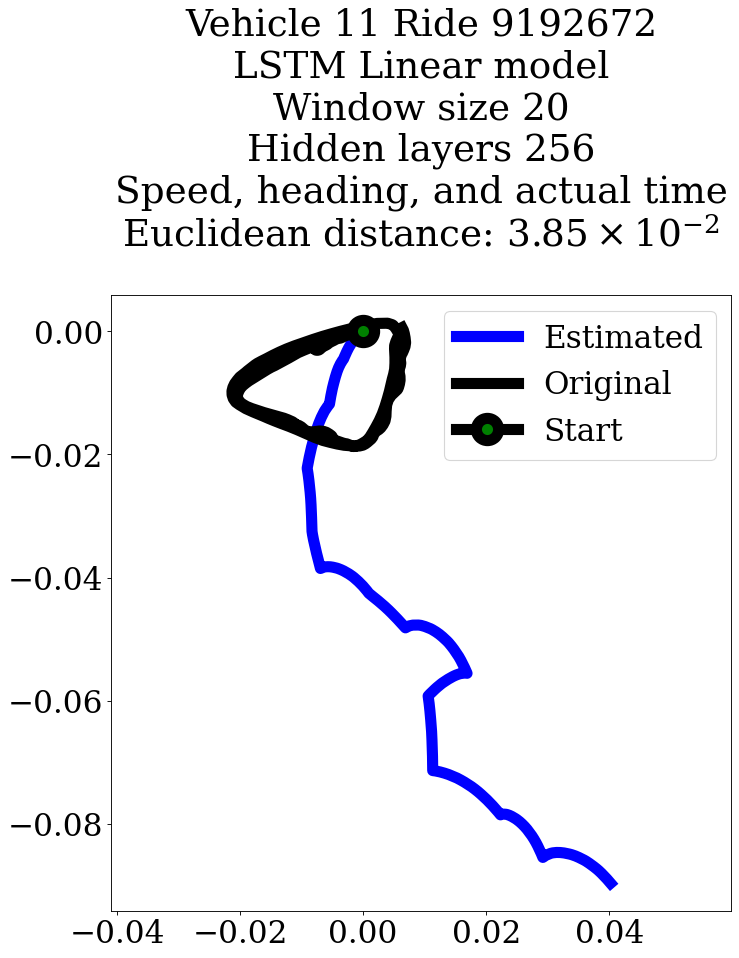 Vehicle 11 Ride 9192672
LSTM Linear model
Window size 20
Hidden layers 256
Speed, heading, and actual time
Euclidean distance: 3.85 × 10⁻²
Estimated
Original
Start
0.00
−0.02
−0.04
−0.06
−0.08
−0.04 −0.02 0.00 0.02 0.04